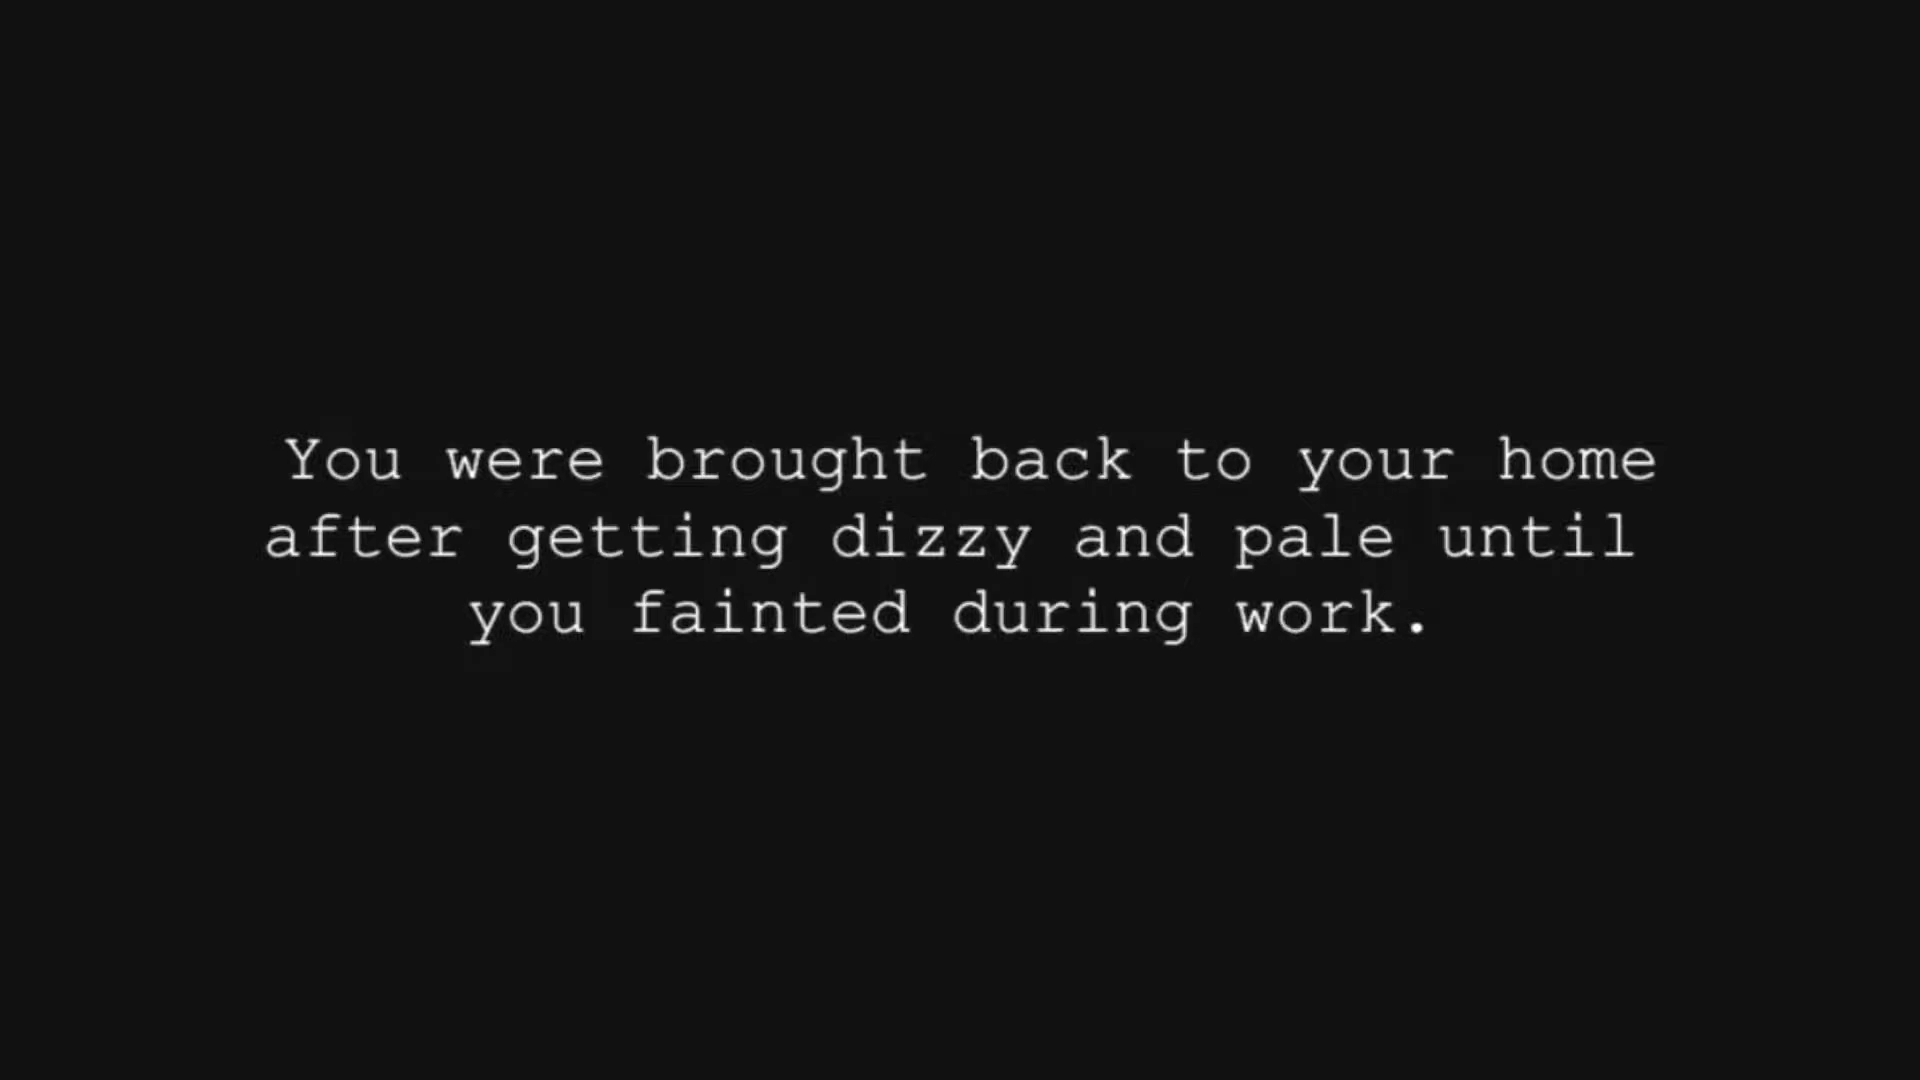 You were brought back to your home
after getting dizzy and pale until
you fainted during work.